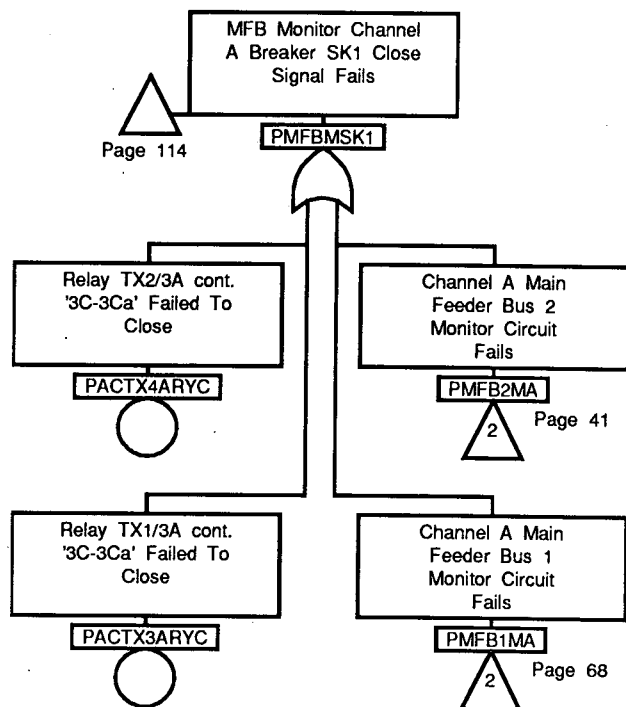 MFB Monitor Channel
A Breaker SK1 Close
Signal Fails
Page 114
PMFBMSK1
Relay TX2/3A cont.
'3C-3Ca' Failed To
Close
PACTX4ARYC
Channel A Main
Feeder Bus 2
Monitor Circuit
Fails
PMFB2MA
2
Page 41
Relay TX1/3A cont.
'3C-3Ca' Failed To
Close
PACTX3ARYC
Channel A Main
Feeder Bus 1
Monitor Circuit
Fails
PMFB1MA
2
Page 68